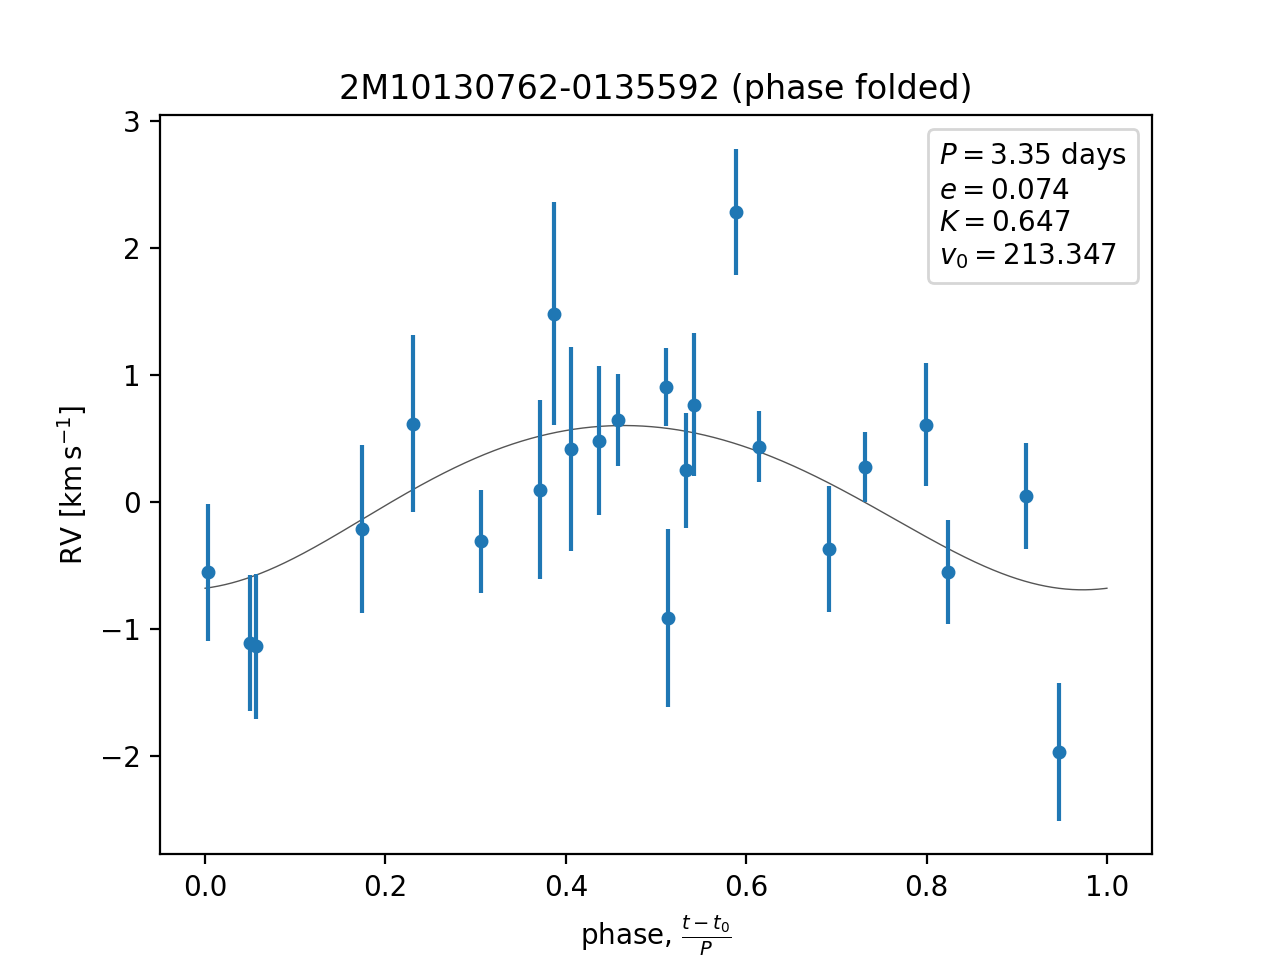 2M10130762-0135592 (phase folded)
P = 3.35 days
e = 0.074
K = 0.647
v₀ = 213.347
3
2
1
0
−1
−2
RV [km s⁻¹]
0.0 0.2 0.4 0.6 0.8 1.0
phase, (t − t₀)/P